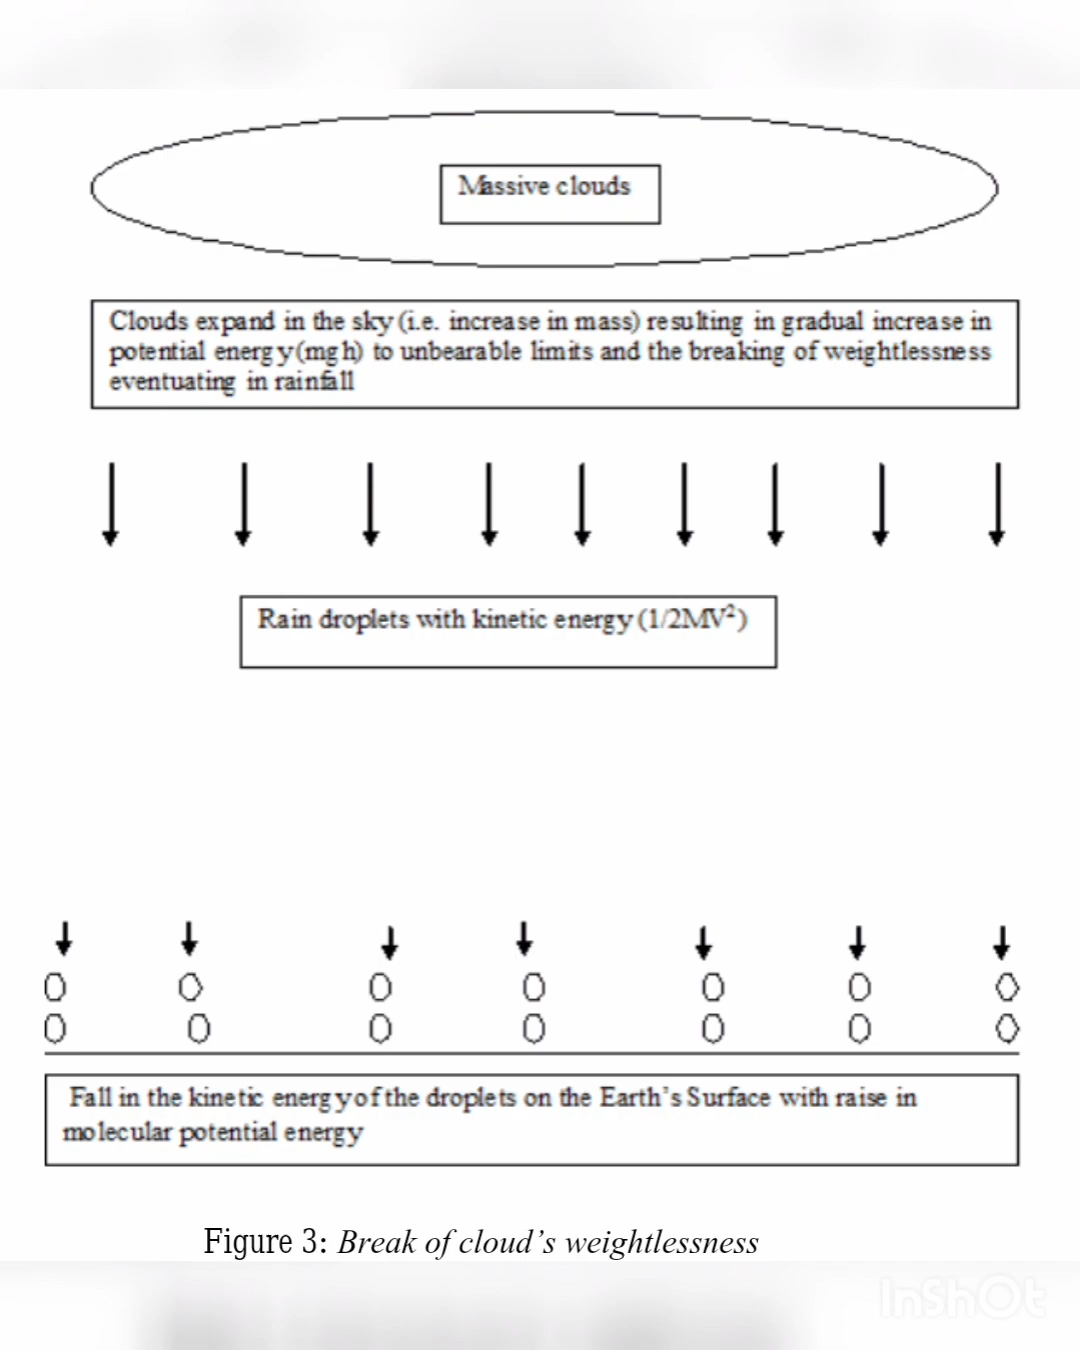 Massive clouds
Clouds expand in the sky (i.e. increase in mass) resulting in gradual increase in
potential energy(mgh) to unbearable limits and the breaking of weightlessness
eventuating in rainfall
Rain droplets with kinetic energy (1/2MV²)
Fall in the kinetic energy of the droplets on the Earth's Surface with raise in
molecular potential energy
Figure 3: Break of cloud's weightlessness
InShOt